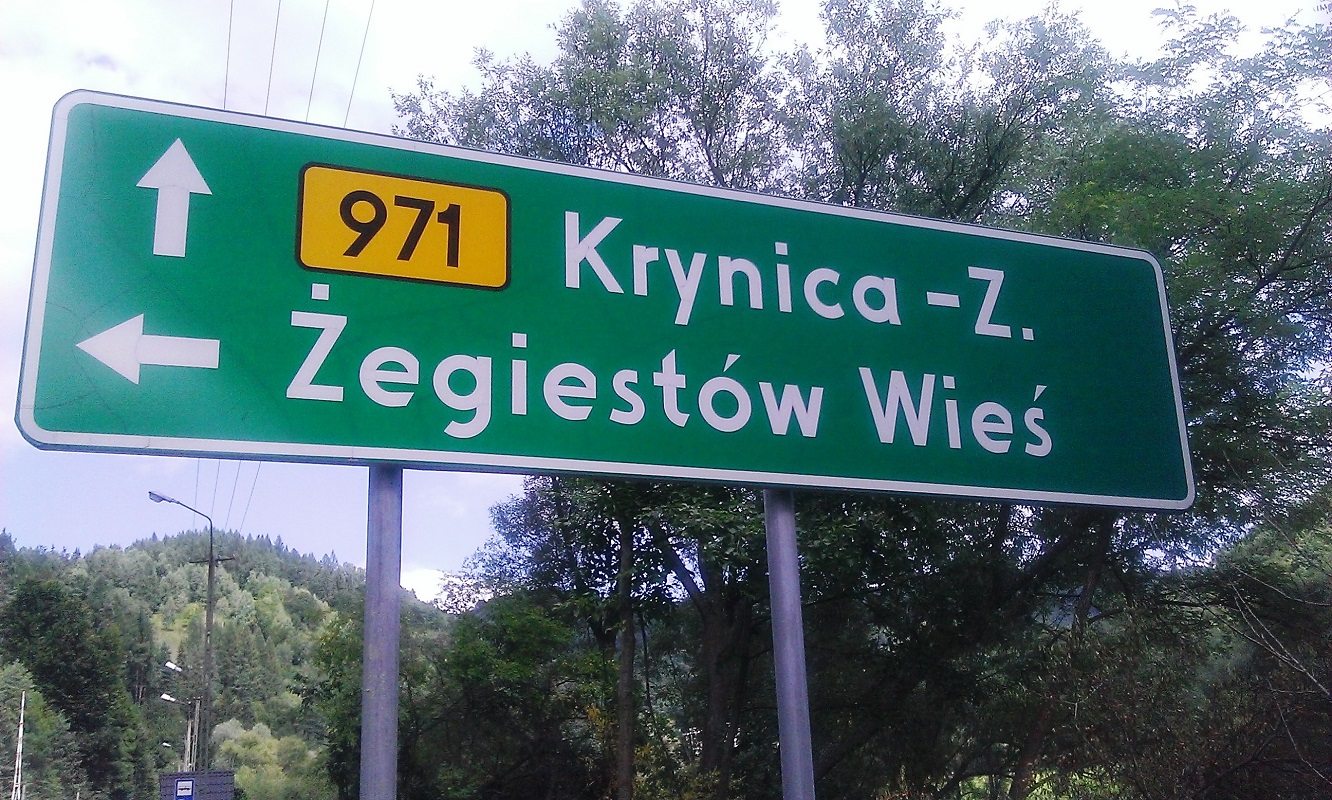 971 Krynica -Z.
Żegiestów Wieś